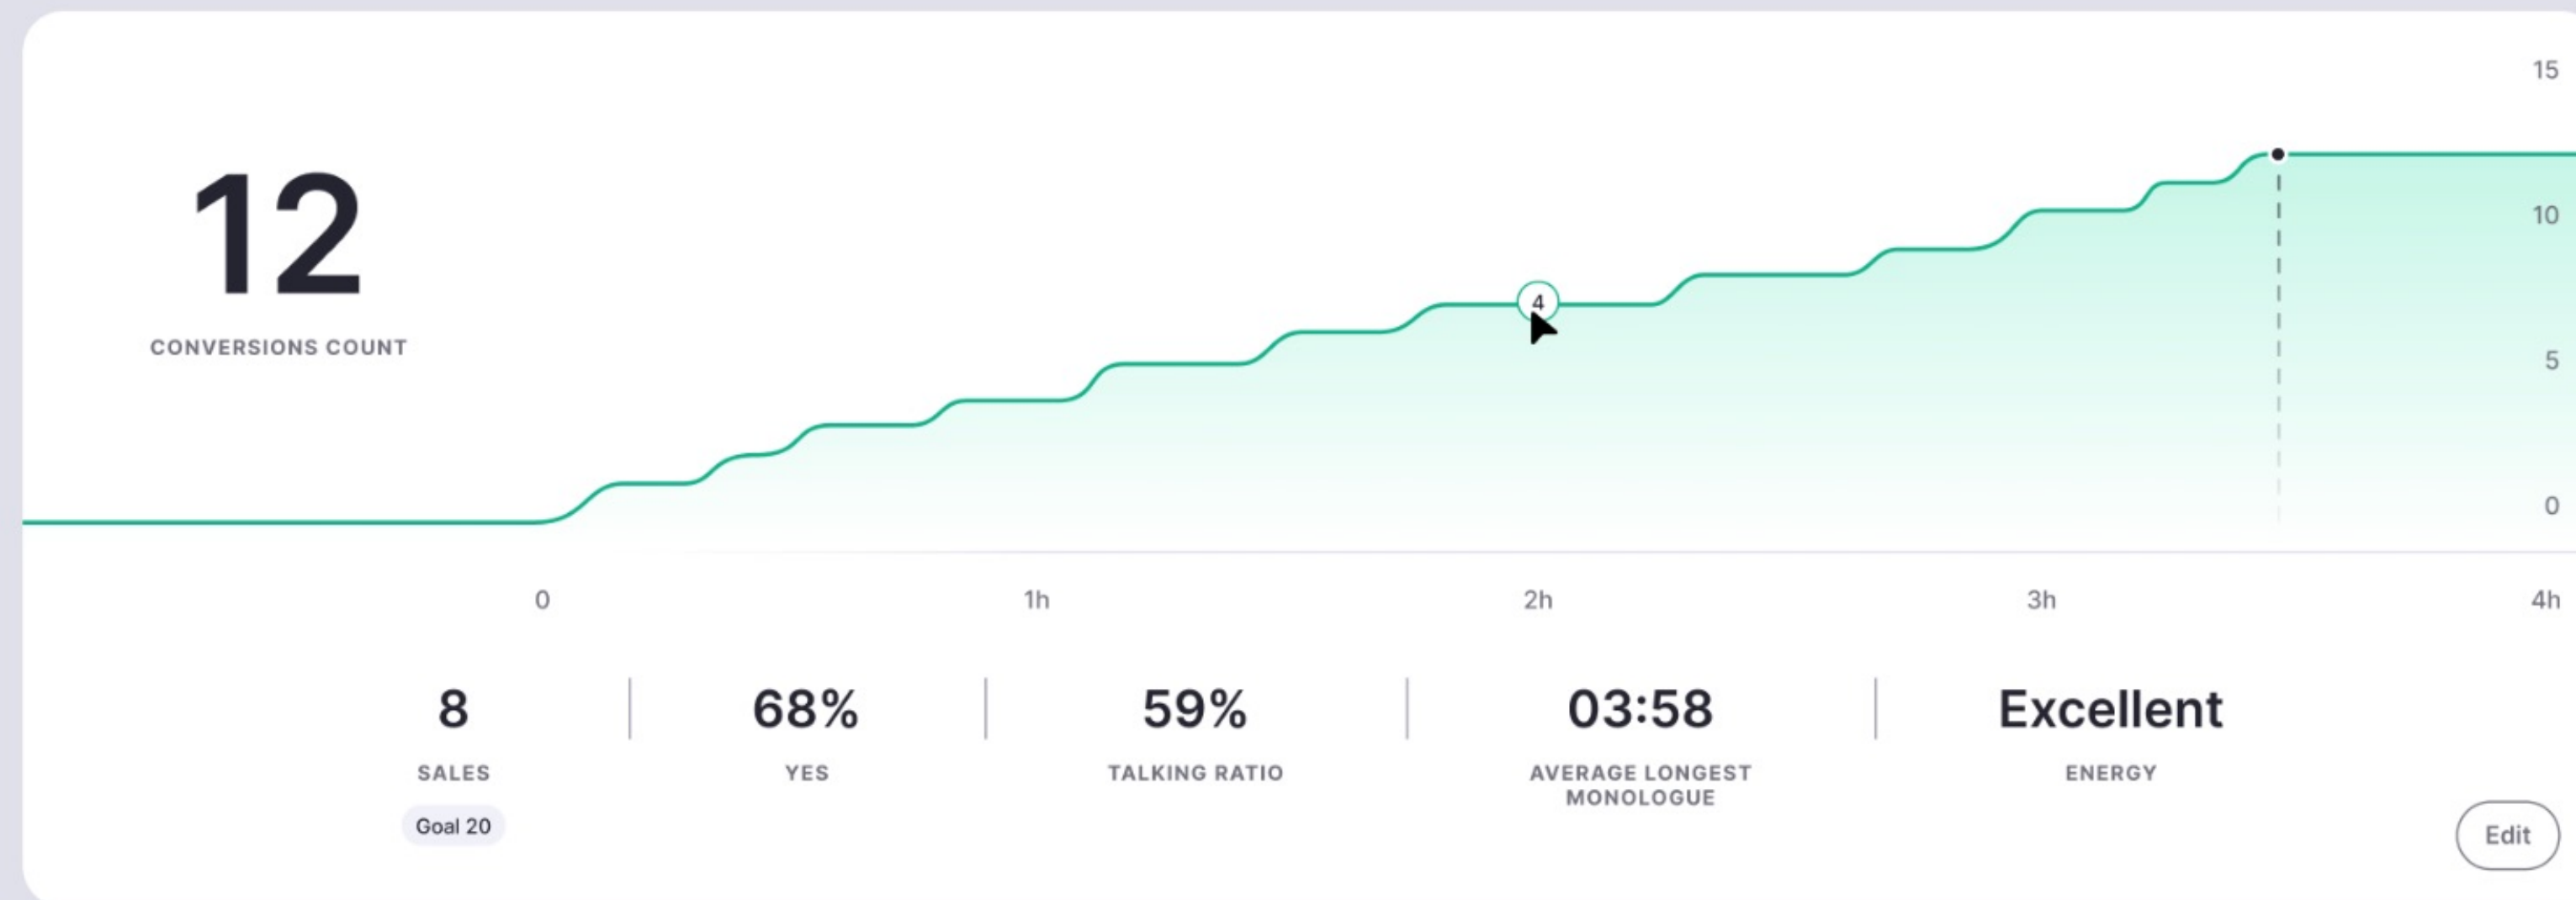 15
12
CONVERSIONS COUNT
10
4
5
0
0 1h 2h 3h 4h
8 68% 59% 03:58 Excellent
SALES YES TALKING RATIO AVERAGE LONGEST ENERGY
MONOLOGUE
Goal 20
Edit